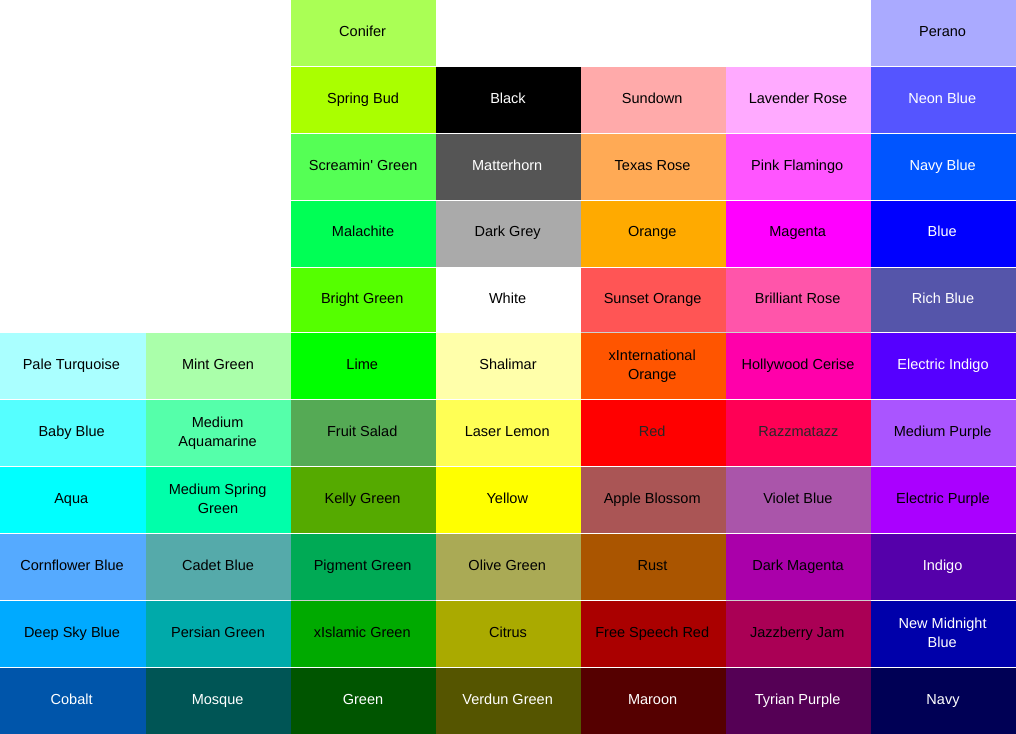 Conifer
Perano
Spring Bud
Black
Sundown
Lavender Rose
Neon Blue
Screamin' Green
Matterhorn
Texas Rose
Pink Flamingo
Navy Blue
Malachite
Dark Grey
Orange
Magenta
Blue
Bright Green
White
Sunset Orange
Brilliant Rose
Rich Blue
Pale Turquoise
Mint Green
Lime
Shalimar
xInternational
Orange
Hollywood Cerise
Electric Indigo
Baby Blue
Medium
Aquamarine
Fruit Salad
Laser Lemon
Red
Razzmatazz
Medium Purple
Aqua
Medium Spring
Green
Kelly Green
Yellow
Apple Blossom
Violet Blue
Electric Purple
Cornflower Blue
Cadet Blue
Pigment Green
Olive Green
Rust
Dark Magenta
Indigo
Deep Sky Blue
Persian Green
xIslamic Green
Citrus
Free Speech Red
Jazzberry Jam
New Midnight
Blue
Cobalt
Mosque
Green
Verdun Green
Maroon
Tyrian Purple
Navy